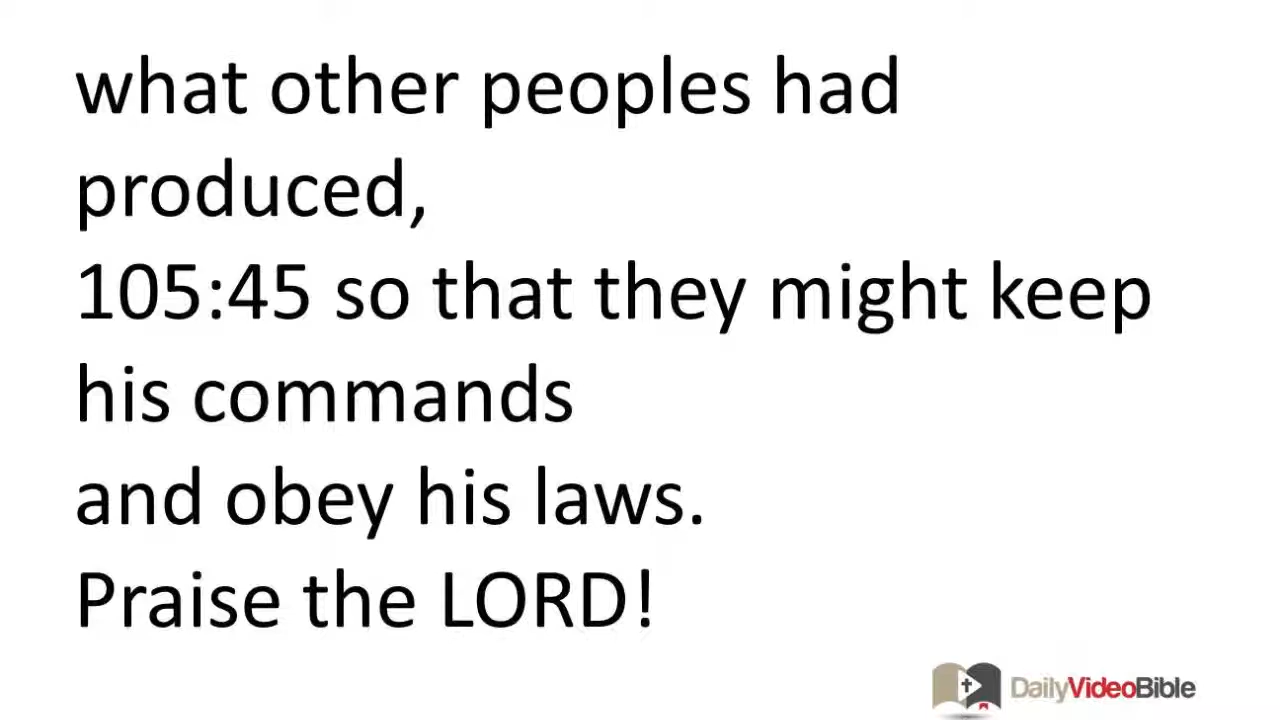 what other peoples had
produced,
105:45 so that they might keep
his commands
and obey his laws.
Praise the LORD!
DailyVideoBible